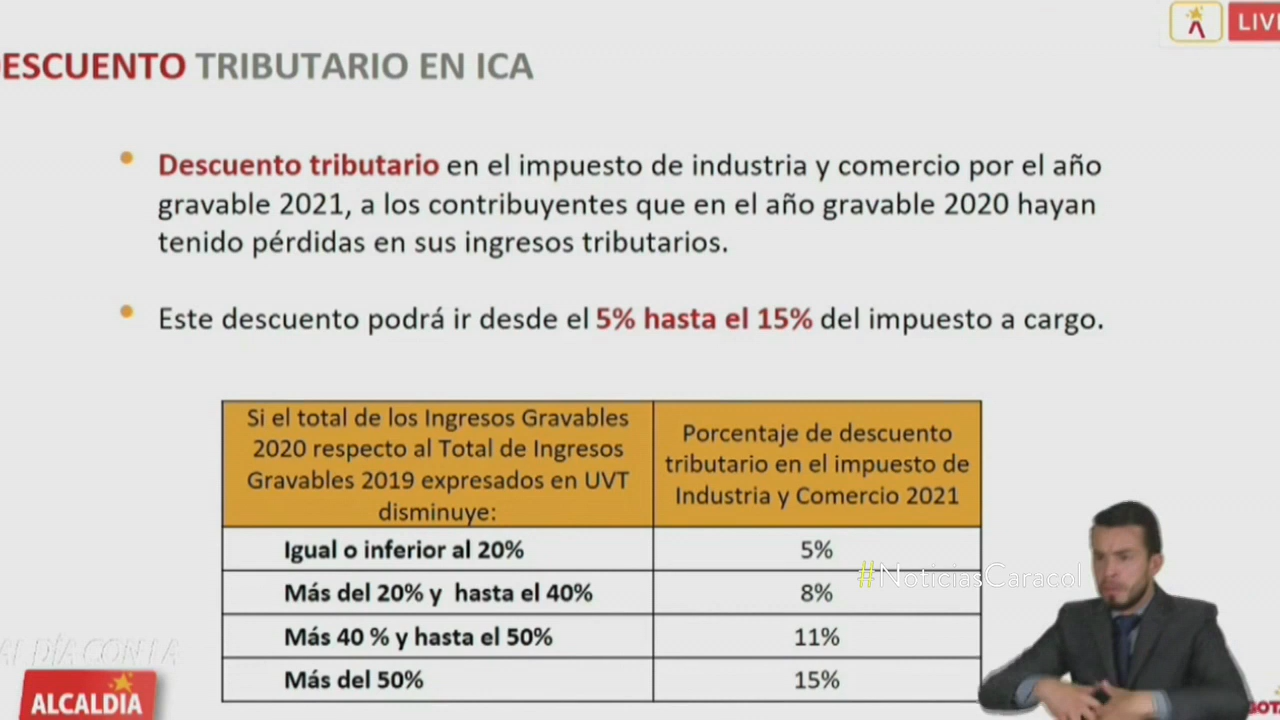 LIVE
ESCUENTO TRIBUTARIO EN ICA
• Descuento tributario en el impuesto de industria y comercio por el año
gravable 2021, a los contribuyentes que en el año gravable 2020 hayan
tenido pérdidas en sus ingresos tributarios.
• Este descuento podrá ir desde el 5% hasta el 15% del impuesto a cargo.
Si el total de los Ingresos Gravables
2020 respecto al Total de Ingresos
Gravables 2019 expresados en UVT
disminuye:
Porcentaje de descuento
tributario en el impuesto de
Industria y Comercio 2021
Igual o inferior al 20% 5%
#NoticiasCaracol
Más del 20% y hasta el 40% 8%
Más 40 % y hasta el 50% 11%
Más del 50% 15%
AL DÍA CON LA
ALCALDÍA